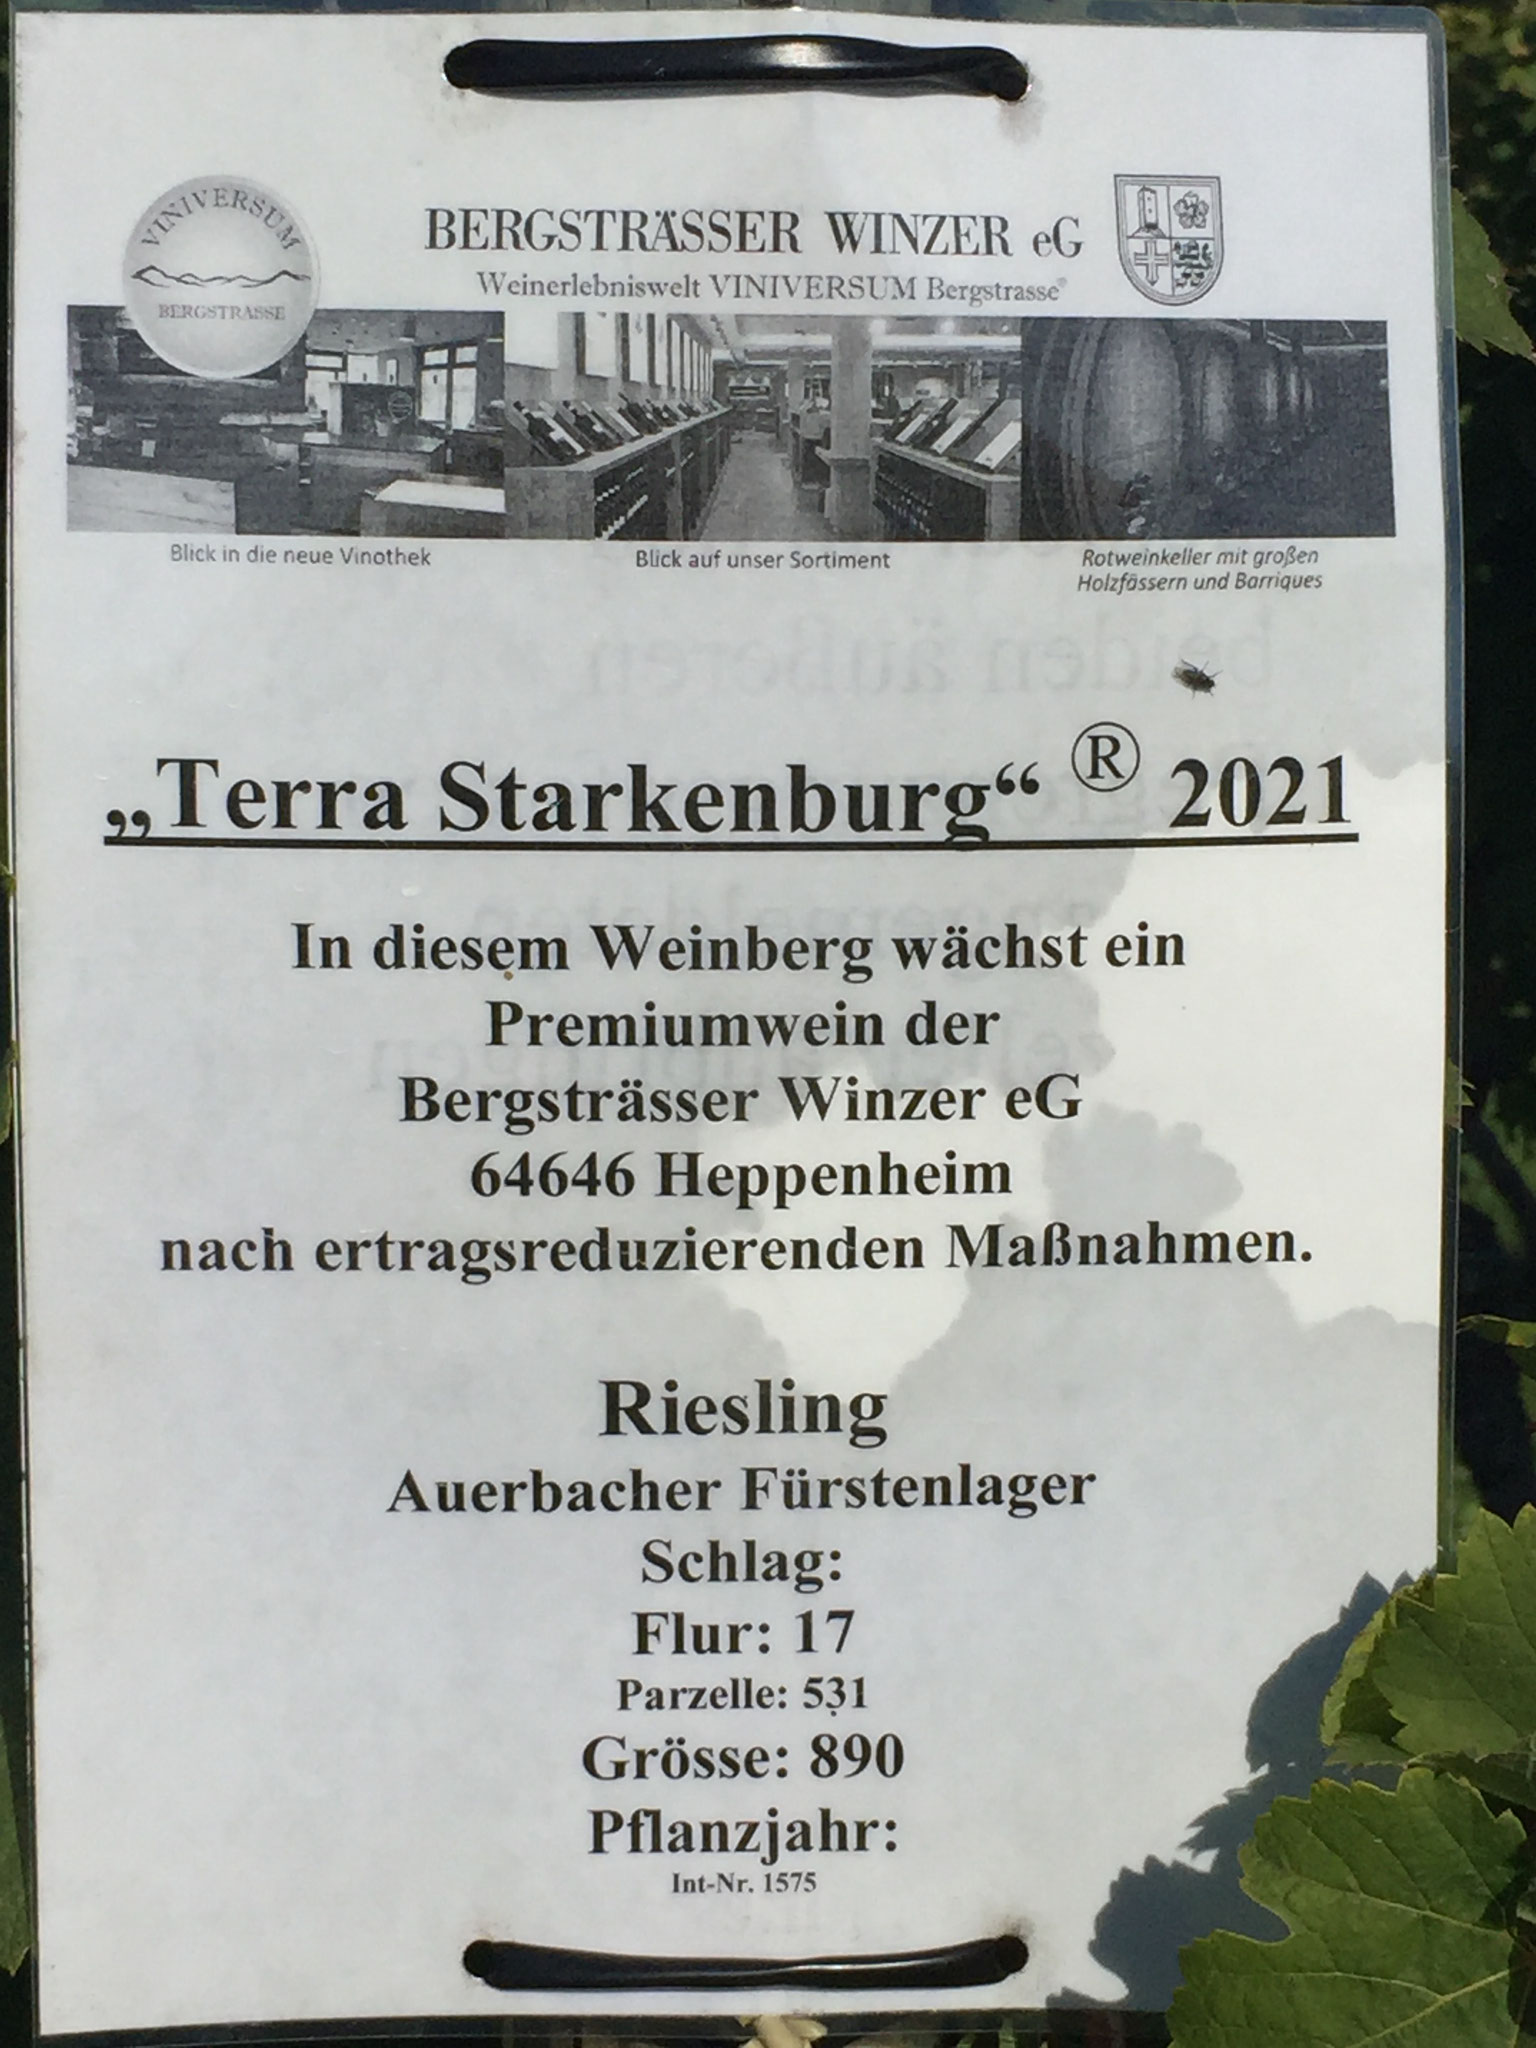 VINIVERSUM
BERGSTRASSE
BERGSTRÄSSER WINZER eG
Weinerlebniswelt VINIVERSUM Bergstrasse®
Blick in die neue Vinothek
Blick auf unser Sortiment
Rotweinkeller mit großen
Holzfässern und Barriques
beiden äußeren
„Terra Starkenburg“ ® 2021
In diesem Weinberg wächst ein
Premiumwein der
Bergsträsser Winzer eG
64646 Heppenheim
nach ertragsreduzierenden Maßnahmen.
Riesling
Auerbacher Fürstenlager
Schlag:
Flur: 17
Parzelle: 531
Grösse: 890
Pflanzjahr:
Int-Nr. 1575